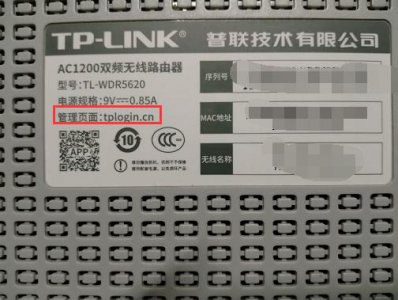 TP-LINK 普联技术有限公司
AC1200双频无线路由器
型号:TL-WDR5620
电源规格:9V⎓0.85A
管理页面:tplogin.cn
序列号
MAC地址
无线名称
APP
10
CCC